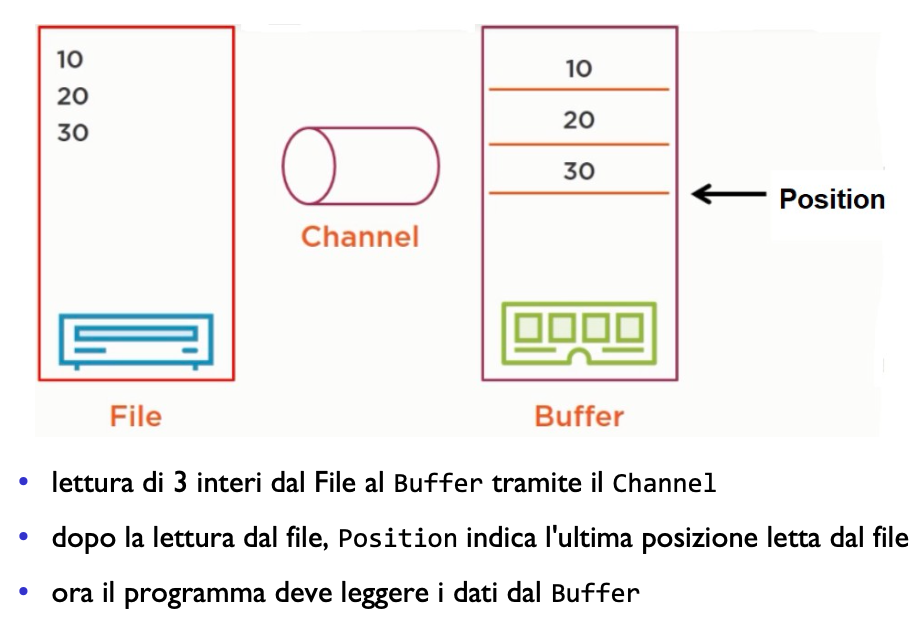 10
20
30
Channel
10
20
30
Position
File
Buffer
• lettura di 3 interi dal File al Buffer tramite il Channel
• dopo la lettura dal file, Position indica l'ultima posizione letta dal file
• ora il programma deve leggere i dati dal Buffer